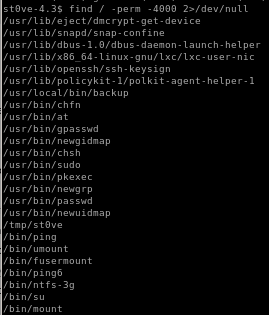 st0ve-4.3$ find / -perm -4000 2>/dev/null
/usr/lib/eject/dmcrypt-get-device
/usr/lib/snapd/snap-confine
/usr/lib/dbus-1.0/dbus-daemon-launch-helper
/usr/lib/x86_64-linux-gnu/lxc/lxc-user-nic
/usr/lib/openssh/ssh-keysign
/usr/lib/policykit-1/polkit-agent-helper-1
/usr/local/bin/backup
/usr/bin/chfn
/usr/bin/at
/usr/bin/gpasswd
/usr/bin/newgidmap
/usr/bin/chsh
/usr/bin/sudo
/usr/bin/pkexec
/usr/bin/newgrp
/usr/bin/passwd
/usr/bin/newuidmap
/tmp/st0ve
/bin/ping
/bin/umount
/bin/fusermount
/bin/ping6
/bin/ntfs-3g
/bin/su
/bin/mount